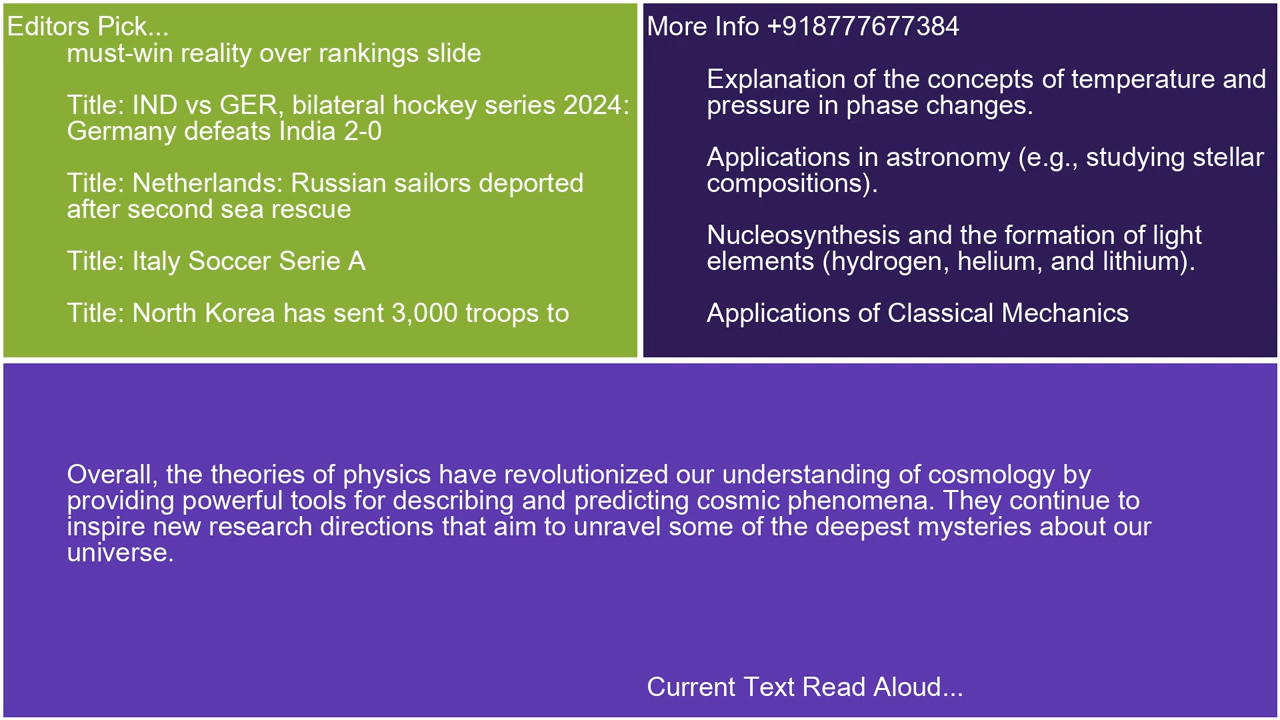 Editors Pick...
must-win reality over rankings slide
Title: IND vs GER, bilateral hockey series 2024:
Germany defeats India 2-0
Title: Netherlands: Russian sailors deported
after second sea rescue
Title: Italy Soccer Serie A
Title: North Korea has sent 3,000 troops to
More Info +918777677384
Explanation of the concepts of temperature and
pressure in phase changes.
Applications in astronomy (e.g., studying stellar
compositions).
Nucleosynthesis and the formation of light
elements (hydrogen, helium, and lithium).
Applications of Classical Mechanics
Overall, the theories of physics have revolutionized our understanding of cosmology by
providing powerful tools for describing and predicting cosmic phenomena. They continue to
inspire new research directions that aim to unravel some of the deepest mysteries about our
universe.
Current Text Read Aloud...